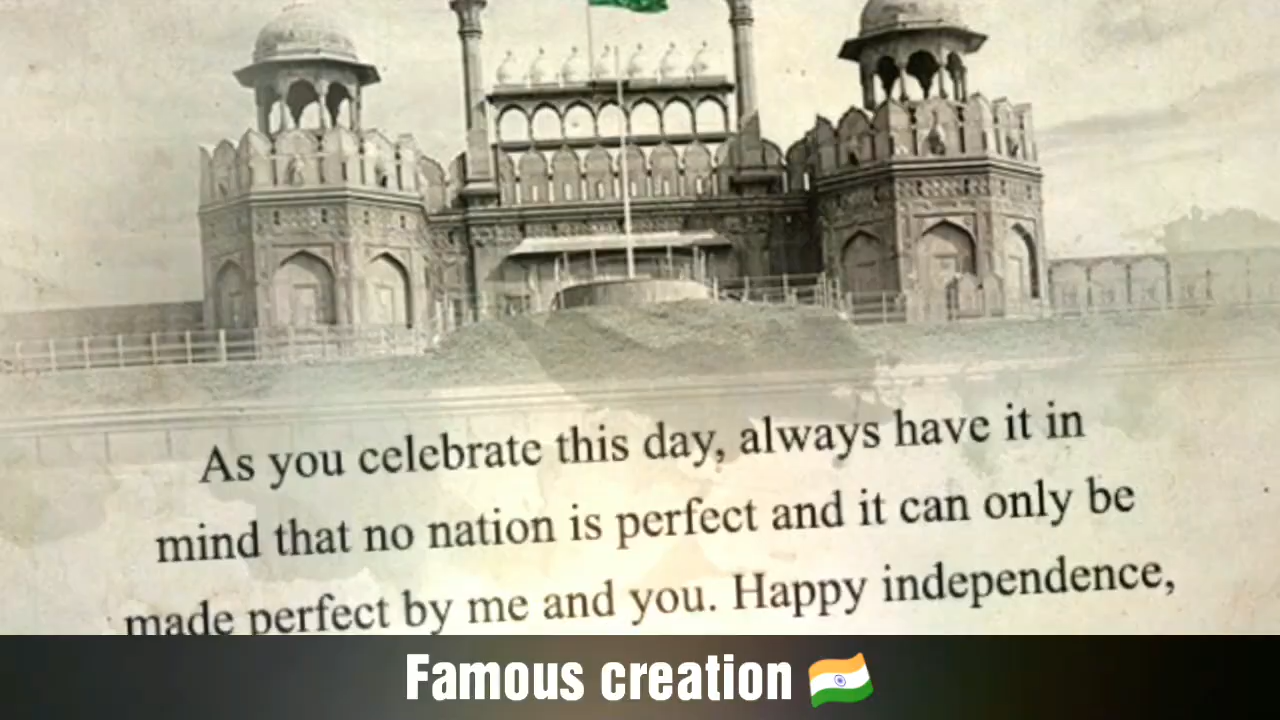 As you celebrate this day, always have it in
mind that no nation is perfect and it can only be
made perfect by me and you. Happy independence,
Famous creation 🇮🇳